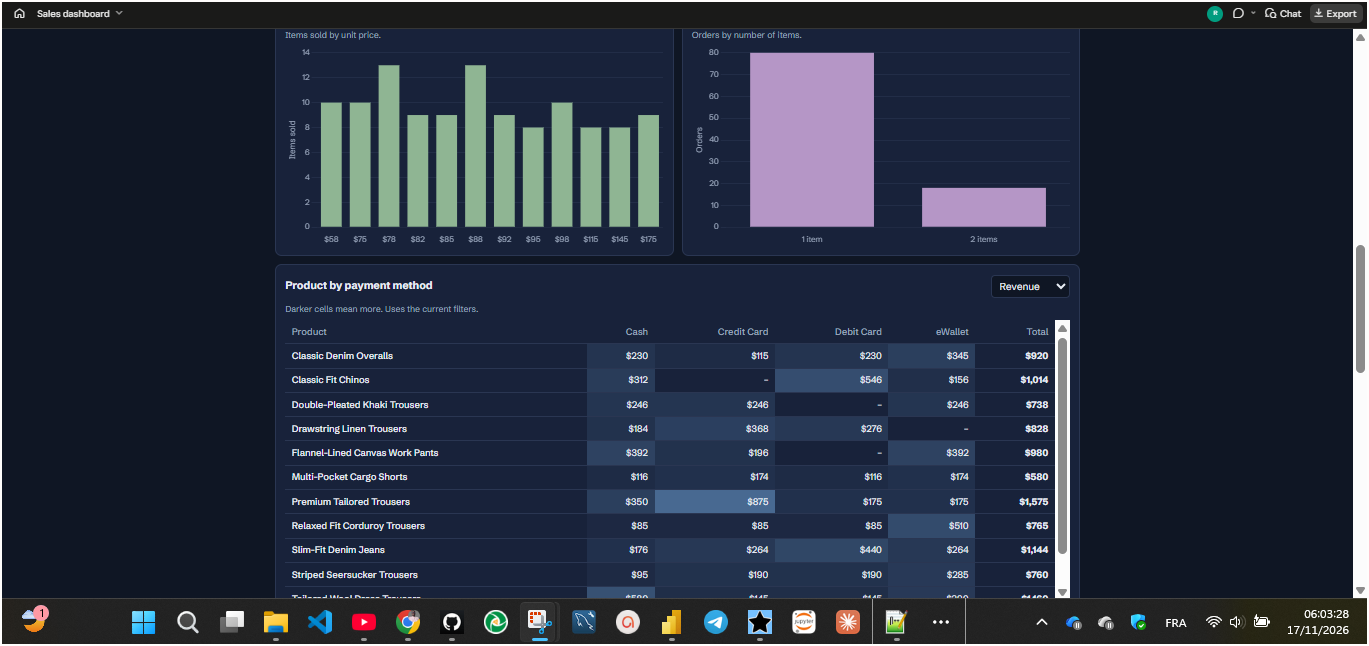 Sales dashboard
R
Chat
Export
Items sold by unit price.
14
12
10
8
6
4
2
0
Items sold
$58 $75 $78 $82 $85 $88 $92 $95 $98 $115 $145 $175
Orders by number of items.
80
70
60
50
40
30
20
10
0
Orders
1 item 2 items
Product by payment method
Revenue
Darker cells mean more. Uses the current filters.
Product Cash Credit Card Debit Card eWallet Total
Classic Denim Overalls $230 $115 $230 $345 $920
Classic Fit Chinos $312 – $546 $156 $1,014
Double-Pleated Khaki Trousers $246 $246 – $246 $738
Drawstring Linen Trousers $184 $368 $276 – $828
Flannel-Lined Canvas Work Pants $392 $196 – $392 $980
Multi-Pocket Cargo Shorts $116 $174 $116 $174 $580
Premium Tailored Trousers $350 $875 $175 $175 $1,575
Relaxed Fit Corduroy Trousers $85 $85 $85 $510 $765
Slim-Fit Denim Jeans $176 $264 $440 $264 $1,144
Striped Seersucker Trousers $95 $190 $190 $285 $760
Tailored Wool Dress Trousers
1
jupyter
FRA
06:03:28
17/11/2026